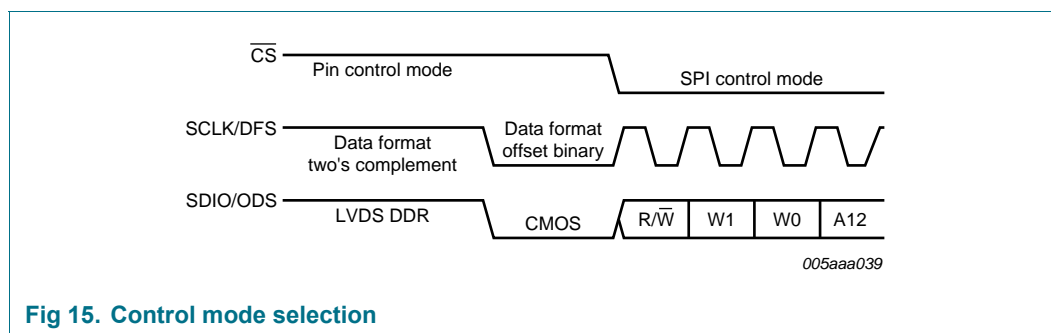 C̅S̅
Pin control mode
SPI control mode
SCLK/DFS
Data format
two's complement
Data format
offset binary
SDIO/ODS
LVDS DDR
CMOS
R/W̅
W1
W0
A12
005aaa039
Fig 15. Control mode selection